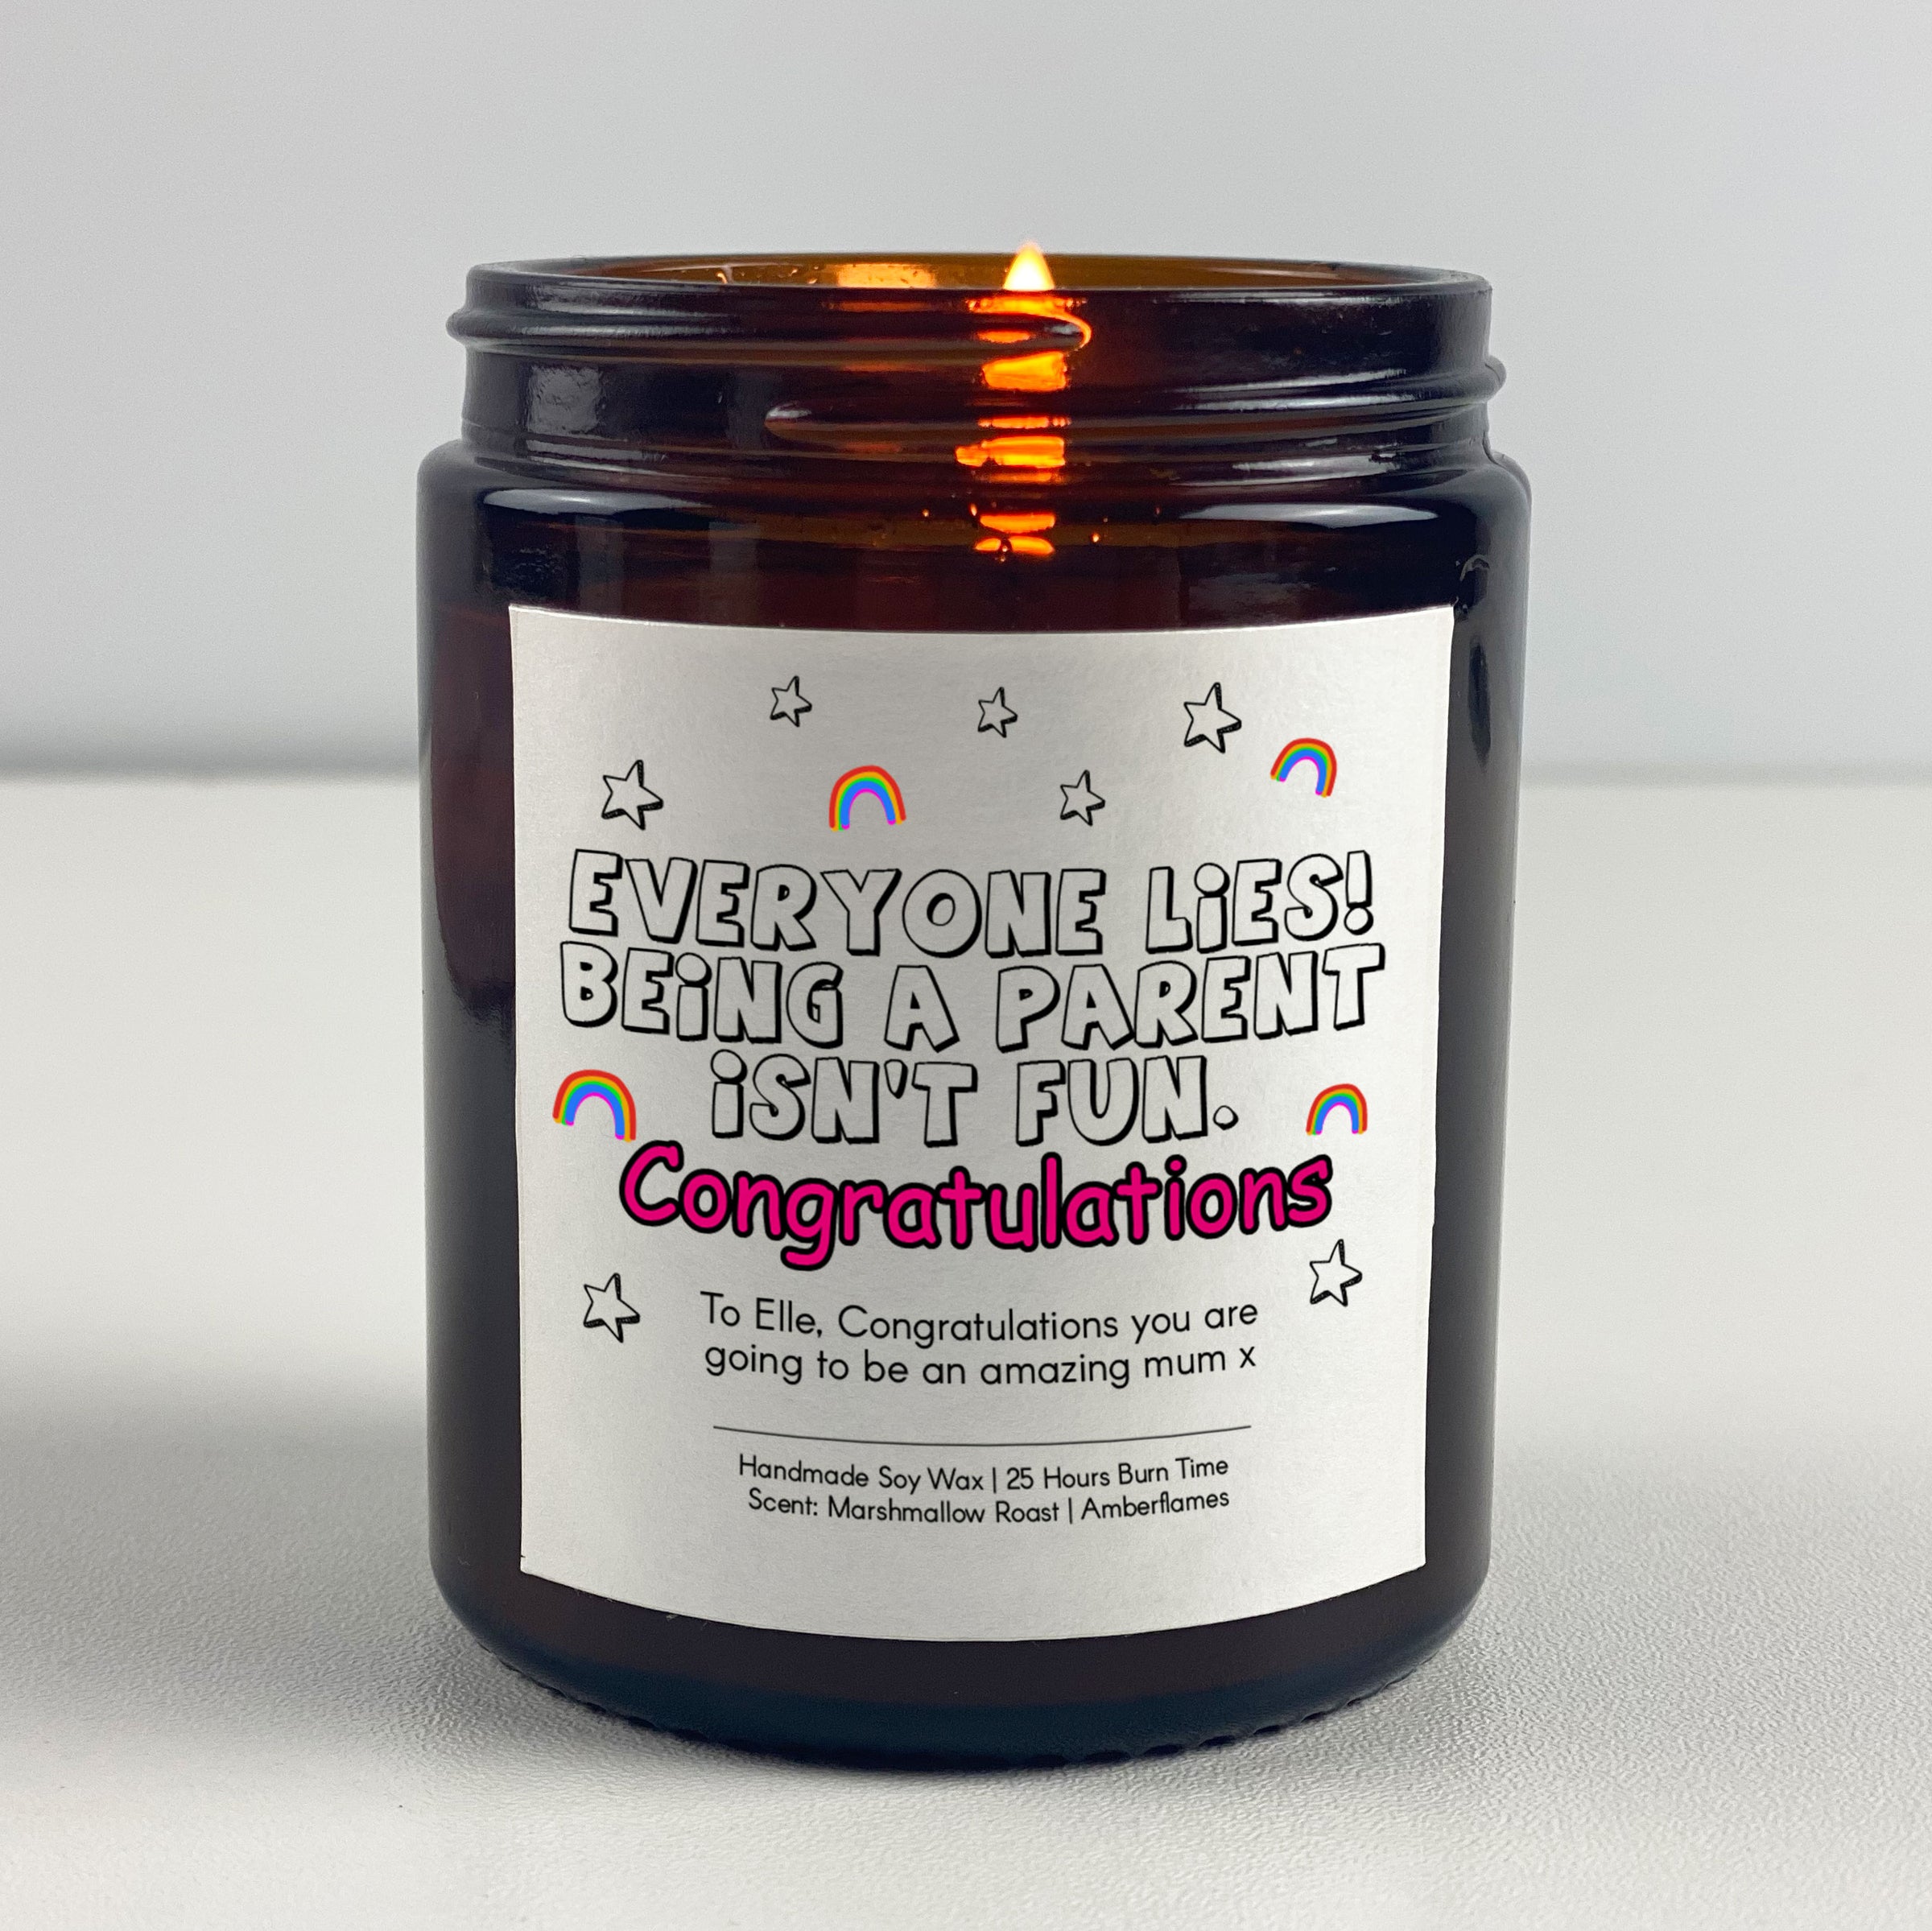 EVERYONE LiES!
BEiNG A PARENT
iSN'T FUN.
Congratulations
To Elle, Congratulations you are
going to be an amazing mum x
Handmade Soy Wax | 25 Hours Burn Time
Scent: Marshmallow Roast | Amberflames